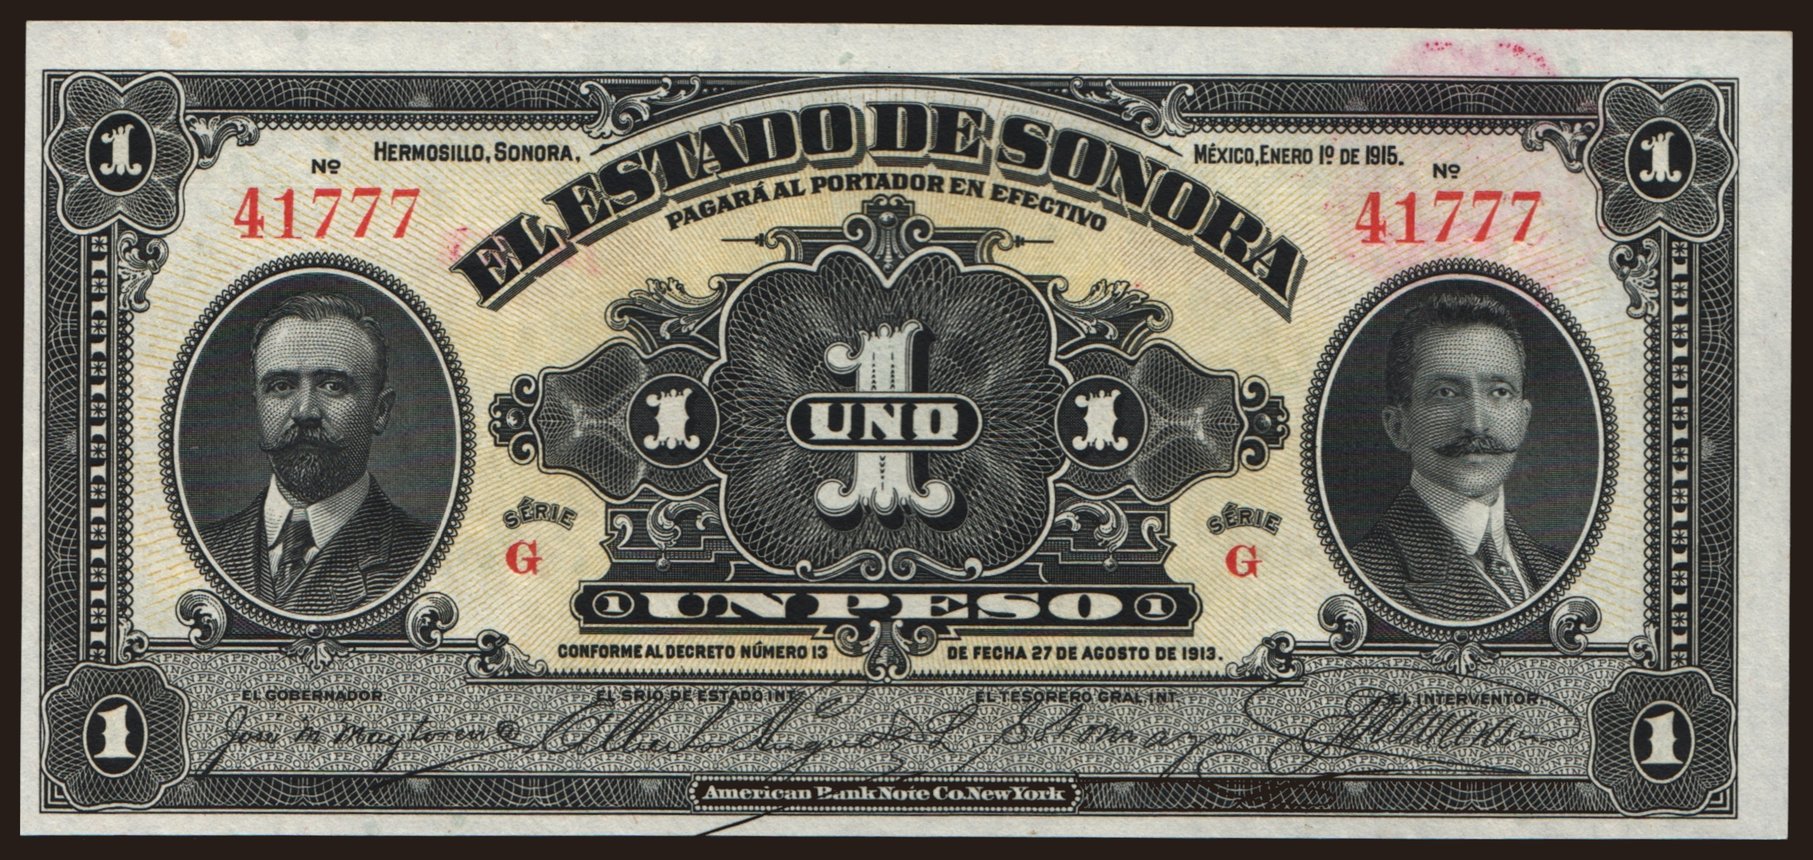 1
1
HERMOSILLO, SONORA,
EL ESTADO DE SONORA
MÉXICO, ENERO 1º DE 1915.
Nº
41777
Nº
41777
PAGARÁ AL PORTADOR EN EFECTIVO
1
1
UNO
1
SÉRIE
G
SÉRIE
G
1 UN PESO 1
CONFORME AL DECRETO NÚMERO 13
DE FECHA 27 DE AGOSTO DE 1913.
EL GOBERNADOR
EL SRIO DE ESTADO INT.
EL TESORERO GRAL. INT.
EL INTERVENTOR.
1
1
American Bank Note Co. New York